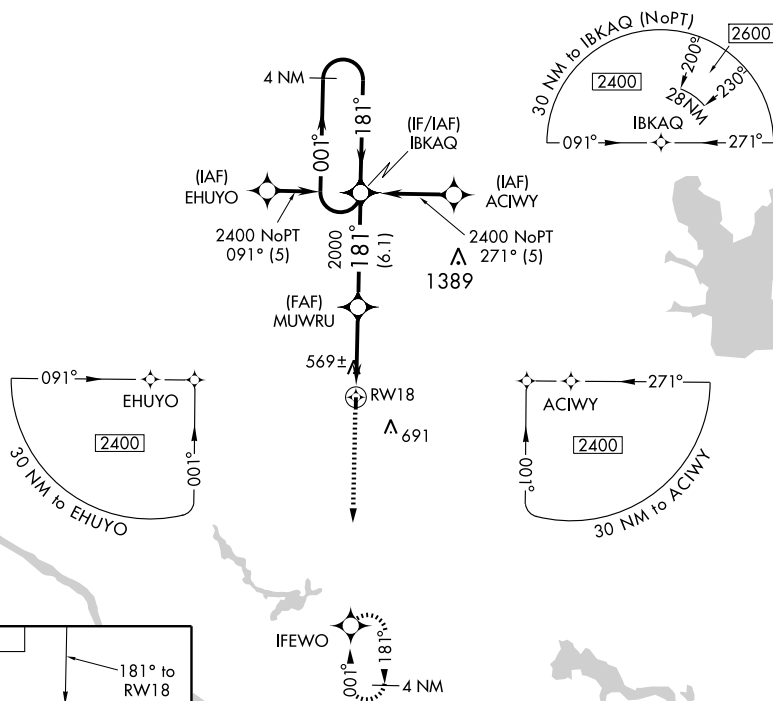 30 NM to IBKAQ (NoPT)
2600
200°
230°
2400
28NM
IBKAQ
091°
271°
4 NM
001°
181°
(IF/IAF)
IBKAQ
(IAF)
EHUYO
(IAF)
ACIWY
2400 NoPT
091° (5)
2000
181°
(6.1)
2400 NoPT
271° (5)
1389
(FAF)
MUWRU
569±
RW18
691
091°
EHUYO
2400
001°
30 NM to EHUYO
271°
ACIWY
2400
001°
30 NM to ACIWY
IFEWO
001°
181°
4 NM
181° to
RW18